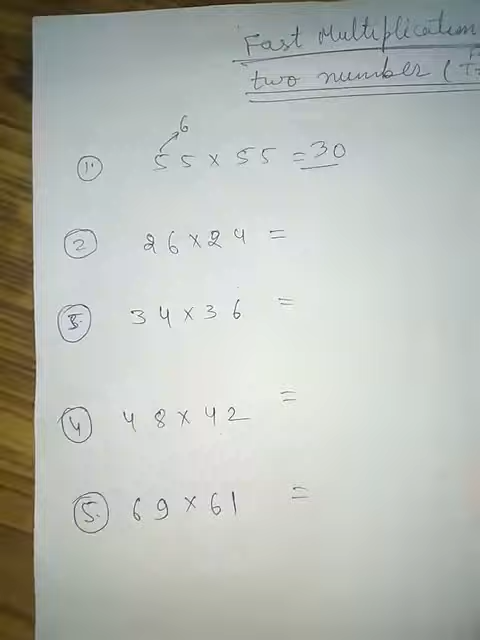 Fast Multiplication
two number (
6
1. 55 x 55 = 30
2. 26 x 24 =
3. 34 x 36 =
4 48 x 42 =
5. 69 x 61 =